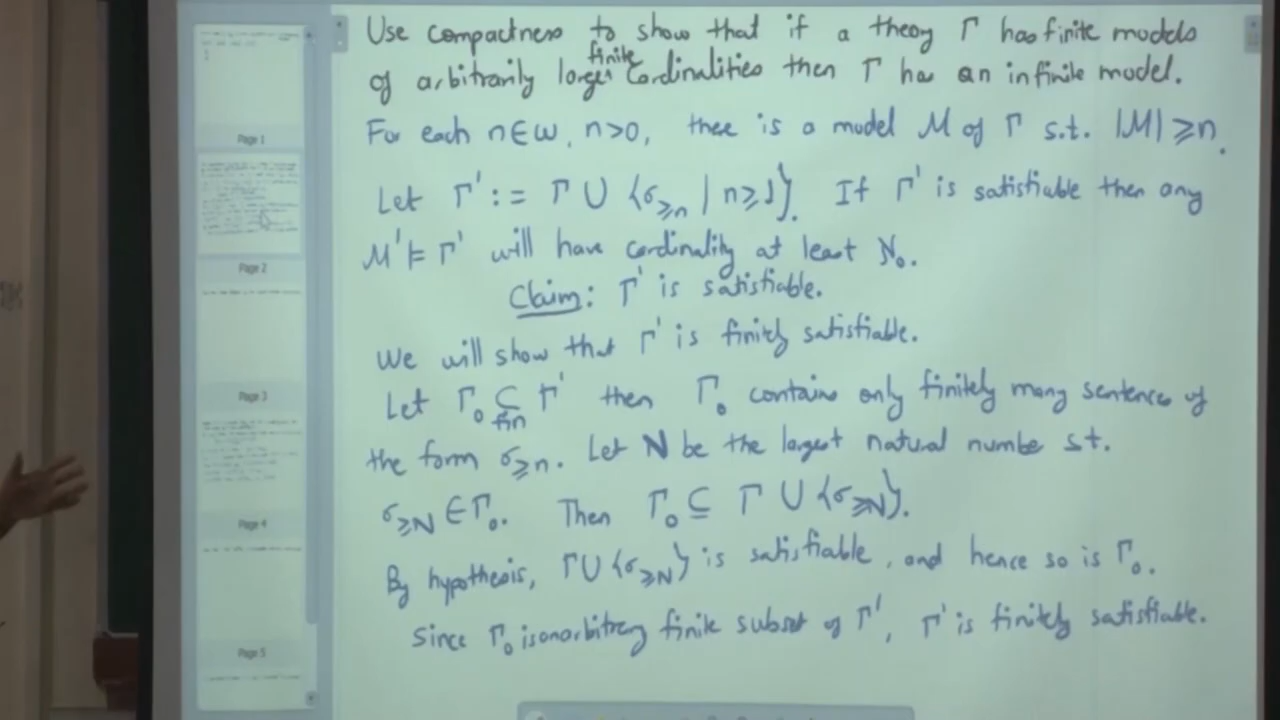 Use compactness to show that if a theory Γ has finite models
of arbitrarily large finite cardinalities then Γ has an infinite model.
For each n∈ω, n>0, there is a model M of Γ s.t. |M| ≥ n.
Let Γ' := Γ ∪ {σ≥n | n≥1}. If Γ' is satisfiable then any
M' ⊨ Γ' will have cardinality at least ℵ₀.
Claim: Γ' is satisfiable.
We will show that Γ' is finitely satisfiable.
Let Γ₀ ⊆fin Γ' then Γ₀ contains only finitely many sentences of
the form σ≥n. Let N be the largest natural number s.t.
σ≥N ∈ Γ₀. Then Γ₀ ⊆ Γ ∪ {σ≥N}.
By hypothesis, Γ∪{σ≥N} is satisfiable, and hence so is Γ₀.
Since Γ₀ is an arbitrary finite subset of Γ', Γ' is finitely satisfiable.
Page 1
Page 2
Page 3
Page 4
Page 5